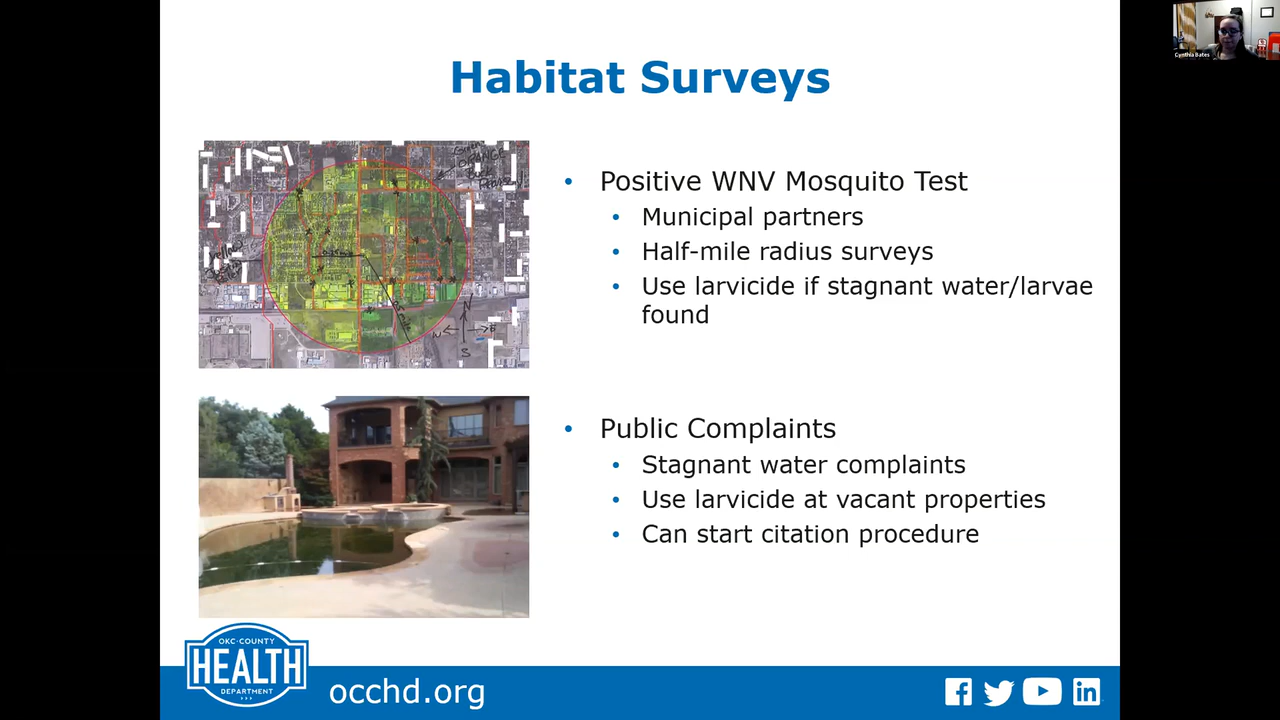 Cynthia Bates
Habitat Surveys
• Positive WNV Mosquito Test
• Municipal partners
• Half-mile radius surveys
• Use larvicide if stagnant water/larvae
found
ORANGE
N
S
• Public Complaints
• Stagnant water complaints
• Use larvicide at vacant properties
• Can start citation procedure
OKC-COUNTY
HEALTH
DEPARTMENT
occhd.org